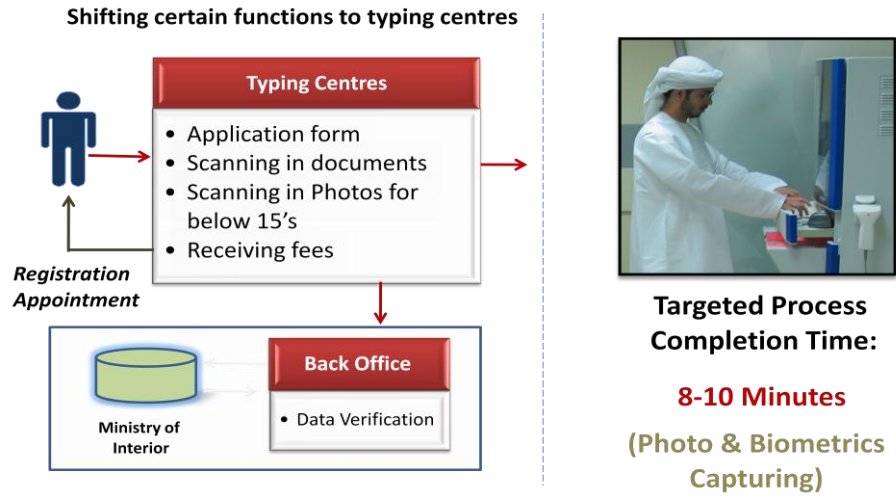 Shifting certain functions to typing centres
Typing Centres
• Application form
• Scanning in documents
• Scanning in Photos for
below 15's
• Receiving fees
Registration
Appointment
Back Office
• Data Verification
Ministry of
Interior
Targeted Process
Completion Time:
8-10 Minutes
(Photo & Biometrics
Capturing)